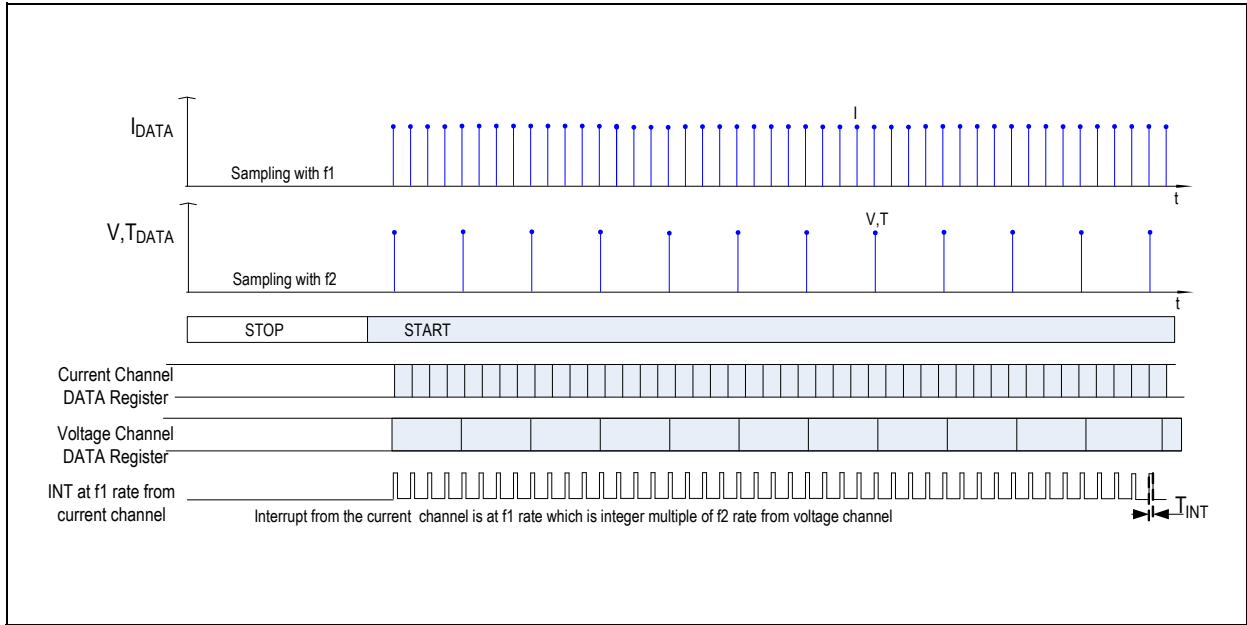 I
IDATA
Sampling with f1
t
V,T
V,TDATA
Sampling with f2
t
STOP
START
Current Channel
DATA Register
Voltage Channel
DATA Register
INT at f1 rate from
current channel
Interrupt from the current channel is at f1 rate which is integer multiple of f2 rate from voltage channel
TINT